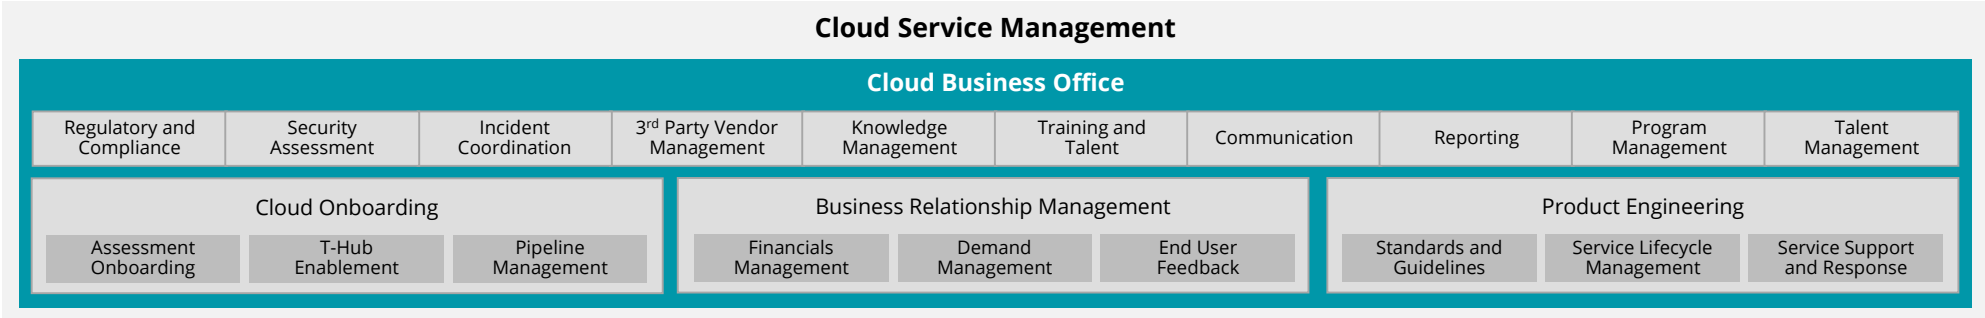 Cloud Service Management
Cloud Business Office
Regulatory and
Compliance
Security
Assessment
Incident
Coordination
3rd Party Vendor
Management
Knowledge
Management
Training and
Talent
Communication
Reporting
Program
Management
Talent
Management
Cloud Onboarding
Assessment
Onboarding
T-Hub
Enablement
Pipeline
Management
Business Relationship Management
Financials
Management
Demand
Management
End User
Feedback
Product Engineering
Standards and
Guidelines
Service Lifecycle
Management
Service Support
and Response